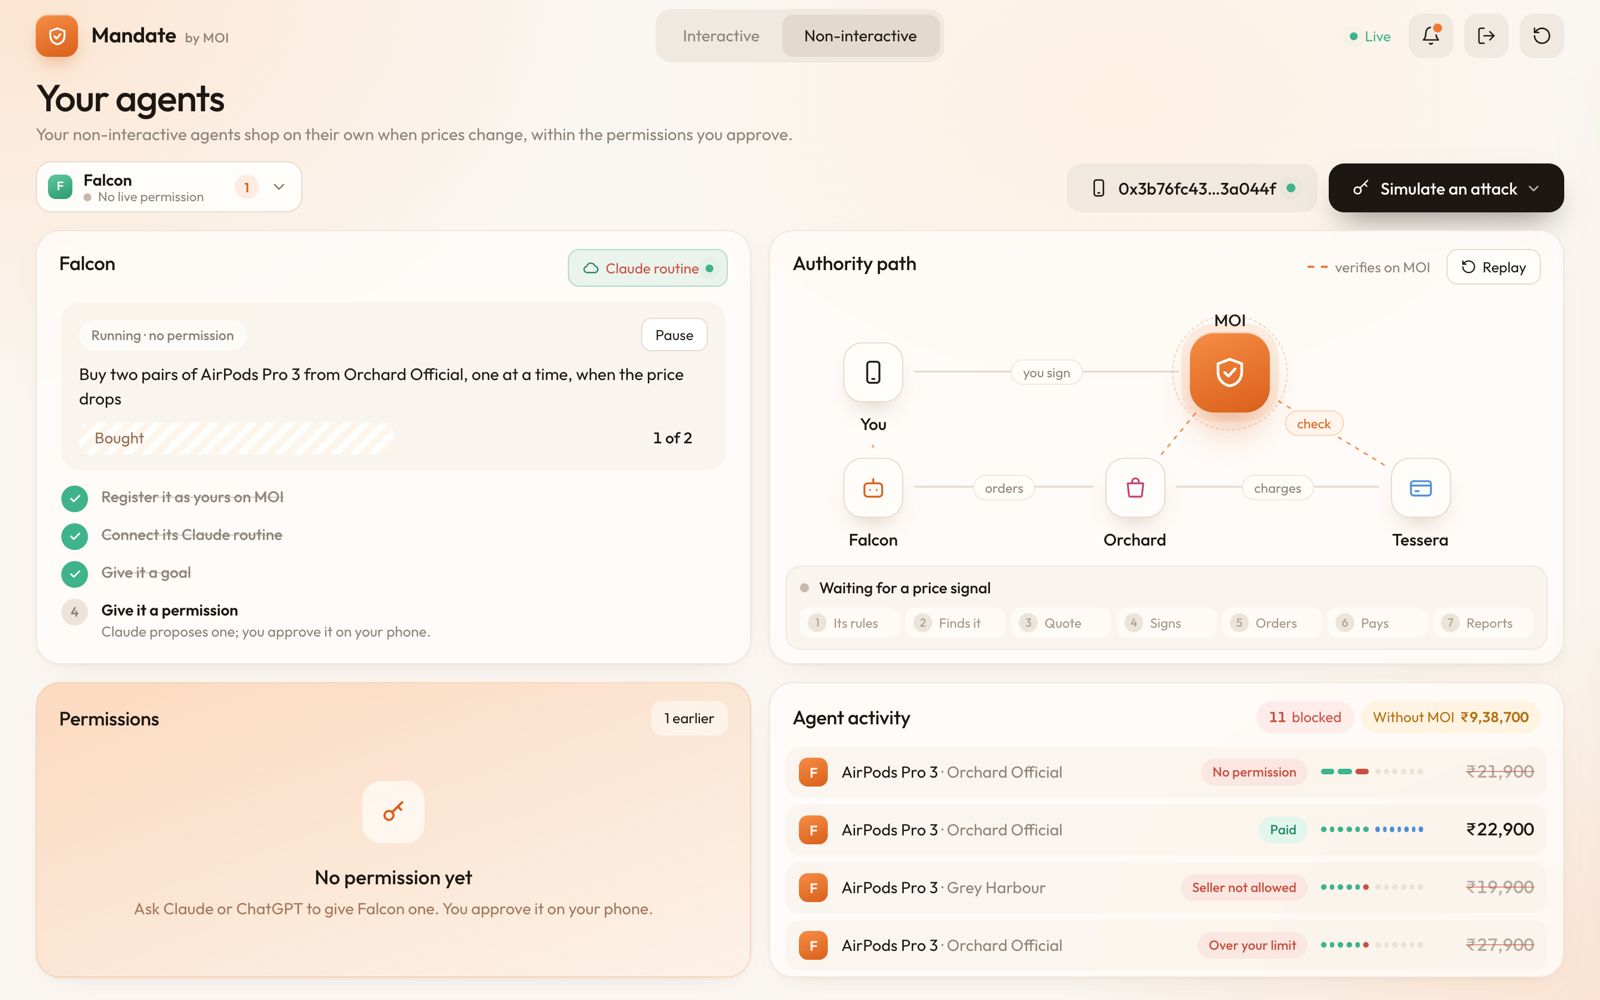 Mandate by MOI
Interactive
Non-interactive
Live
Your agents
Your non-interactive agents shop on their own when prices change, within the permissions you approve.
F
Falcon
No live permission
1
0x3b76fc43...3a044f
Simulate an attack
Falcon
Claude routine
Running · no permission
Pause
Buy two pairs of AirPods Pro 3 from Orchard Official, one at a time, when the price
drops
Bought
1 of 2
Register it as yours on MOI
Connect its Claude routine
Give it a goal
4
Give it a permission
Claude proposes one; you approve it on your phone.
Authority path
verifies on MOI
Replay
MOI
you sign
You
check
orders
charges
Falcon
Orchard
Tessera
Waiting for a price signal
1 Its rules
2 Finds it
3 Quote
4 Signs
5 Orders
6 Pays
7 Reports
Permissions
1 earlier
No permission yet
Ask Claude or ChatGPT to give Falcon one. You approve it on your phone.
Agent activity
11 blocked
Without MOI ₹9,38,700
F AirPods Pro 3 · Orchard Official No permission ₹21,900
F AirPods Pro 3 · Orchard Official Paid ₹22,900
F AirPods Pro 3 · Grey Harbour Seller not allowed ₹19,900
F AirPods Pro 3 · Orchard Official Over your limit ₹27,900